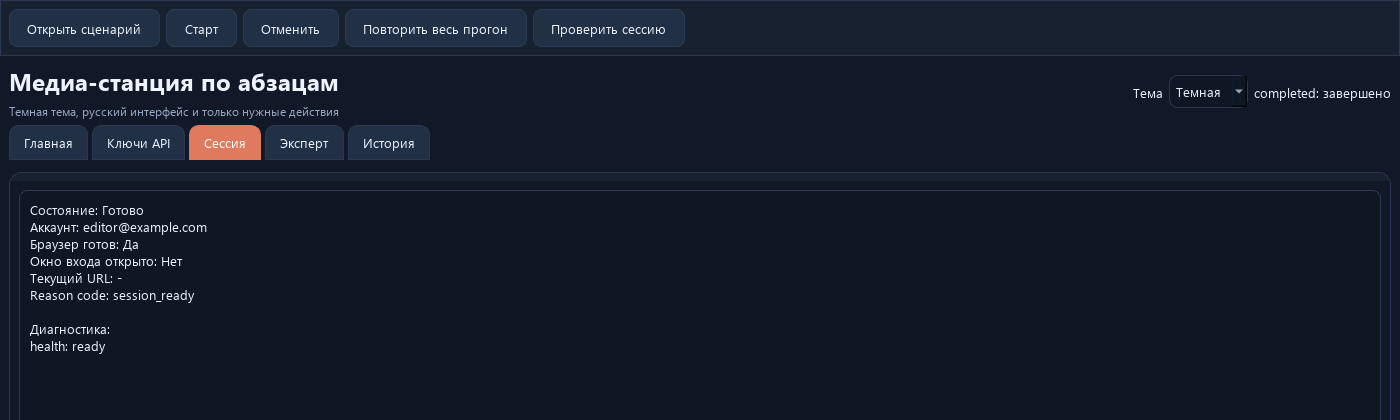 Открыть сценарий Старт Отменить Повторить весь прогон Проверить сессию
Медиа-станция по абзацам
Тема Темная completed: завершено
Темная тема, русский интерфейс и только нужные действия
Главная Ключи API Сессия Эксперт История
Состояние: Готово
Аккаунт: editor@example.com
Браузер готов: Да
Окно входа открыто: Нет
Текущий URL: -
Reason code: session_ready
Диагностика:
health: ready